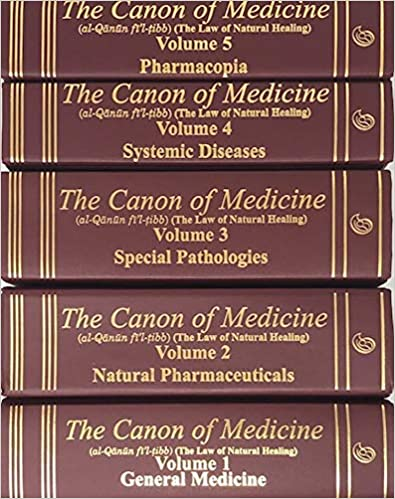 The Canon of Medicine
(al-Qānūn fī'l-ṭibb) (The Law of Natural Healing)
Volume 5
Pharmacopia
The Canon of Medicine
(al-Qānūn fī'l-ṭibb) (The Law of Natural Healing)
Volume 4
Systemic Diseases
The Canon of Medicine
(al-Qānūn fī'l-ṭibb) (The Law of Natural Healing)
Volume 3
Special Pathologies
The Canon of Medicine
(al-Qānūn fī'l-ṭibb) (The Law of Natural Healing)
Volume 2
Natural Pharmaceuticals
The Canon of Medicine
(al-Qānūn fī'l-ṭibb) (The Law of Natural Healing)
Volume 1
General Medicine